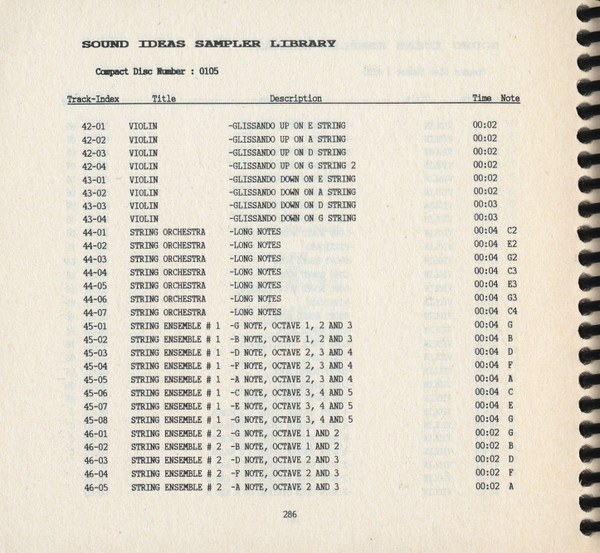 SOUND IDEAS SAMPLER LIBRARY
Compact Disc Number : 0105
Track-Index Title Description Time Note
42-01 VIOLIN -GLISSANDO UP ON E STRING 00:02
42-02 VIOLIN -GLISSANDO UP ON A STRING 00:02
42-03 VIOLIN -GLISSANDO UP ON D STRING 00:02
42-04 VIOLIN -GLISSANDO UP ON G STRING 2 00:02
43-01 VIOLIN -GLISSANDO DOWN ON E STRING 00:02
43-02 VIOLIN -GLISSANDO DOWN ON A STRING 00:02
43-03 VIOLIN -GLISSANDO DOWN ON D STRING 00:03
43-04 VIOLIN -GLISSANDO DOWN ON G STRING 00:03
44-01 STRING ORCHESTRA -LONG NOTES 00:04 C2
44-02 STRING ORCHESTRA -LONG NOTES 00:04 E2
44-03 STRING ORCHESTRA -LONG NOTES 00:04 G2
44-04 STRING ORCHESTRA -LONG NOTES 00:04 C3
44-05 STRING ORCHESTRA -LONG NOTES 00:04 E3
44-06 STRING ORCHESTRA -LONG NOTES 00:04 G3
44-07 STRING ORCHESTRA -LONG NOTES 00:04 C4
45-01 STRING ENSEMBLE # 1 -G NOTE, OCTAVE 1, 2 AND 3 00:04 G
45-02 STRING ENSEMBLE # 1 -B NOTE, OCTAVE 1, 2 AND 3 00:04 B
45-03 STRING ENSEMBLE # 1 -D NOTE, OCTAVE 2, 3 AND 4 00:04 D
45-04 STRING ENSEMBLE # 1 -F NOTE, OCTAVE 2, 3 AND 4 00:04 F
45-05 STRING ENSEMBLE # 1 -A NOTE, OCTAVE 2, 3 AND 4 00:04 A
45-06 STRING ENSEMBLE # 1 -C NOTE, OCTAVE 3, 4 AND 5 00:04 C
45-07 STRING ENSEMBLE # 1 -E NOTE, OCTAVE 3, 4 AND 5 00:04 E
45-08 STRING ENSEMBLE # 1 -G NOTE, OCTAVE 3, 4 AND 5 00:04 G
46-01 STRING ENSEMBLE # 2 -G NOTE, OCTAVE 1 AND 2 00:02 G
46-02 STRING ENSEMBLE # 2 -B NOTE, OCTAVE 1 AND 2 00:02 B
46-03 STRING ENSEMBLE # 2 -D NOTE, OCTAVE 2 AND 3 00:02 D
46-04 STRING ENSEMBLE # 2 -F NOTE, OCTAVE 2 AND 3 00:02 F
46-05 STRING ENSEMBLE # 2 -A NOTE, OCTAVE 2 AND 3 00:02 A
286